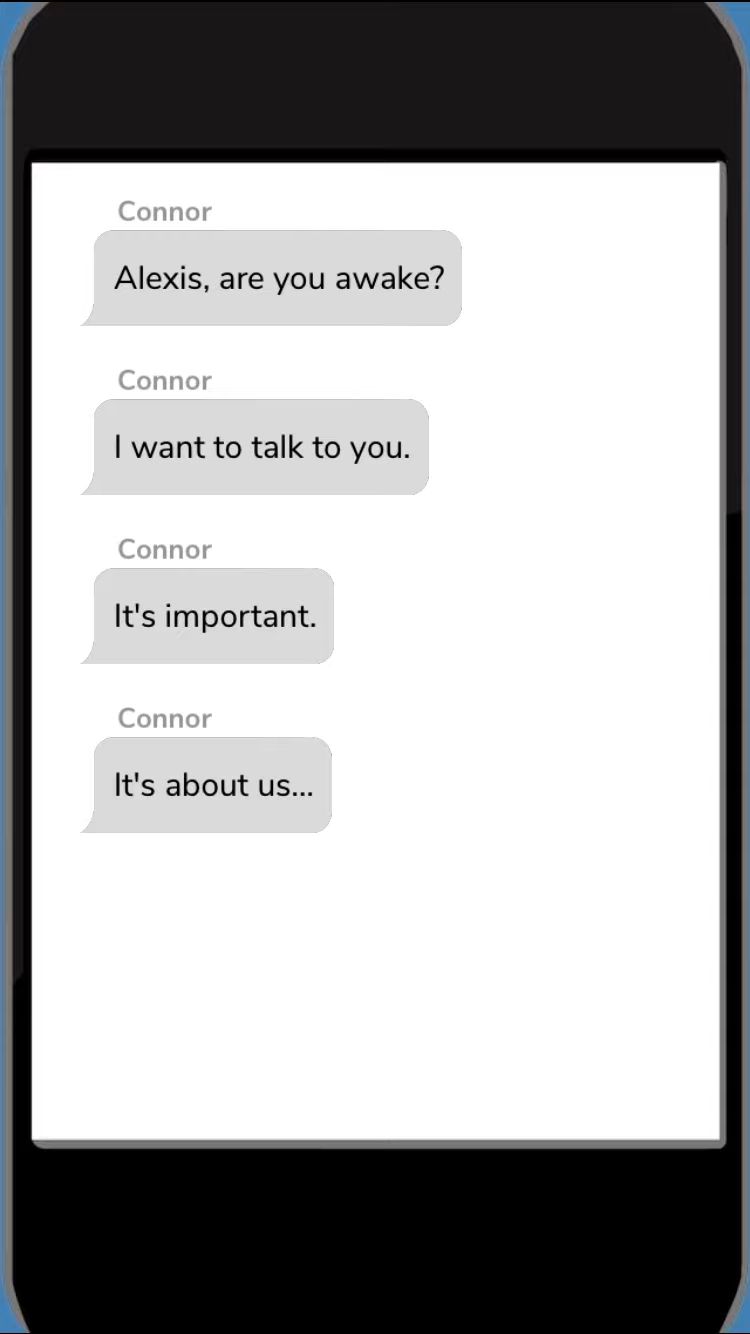 Connor
Alexis, are you awake?
Connor
I want to talk to you.
Connor
It's important.
Connor
It's about us...